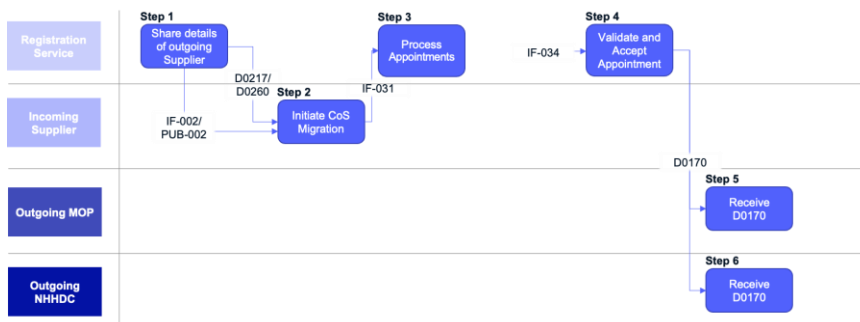 Step 1
Step 3
Step 4
Registration
Service
Share details
of outgoing
Supplier
Process
Appointments
IF-034
Validate and
Accept
Appointment
D0217/
D0260
Step 2
IF-031
Incoming
Supplier
IF-002/
PUB-002
Initiate CoS
Migration
D0170
Step 5
Outgoing MOP
Receive
D0170
Step 6
Outgoing
NHHDC
Receive
D0170